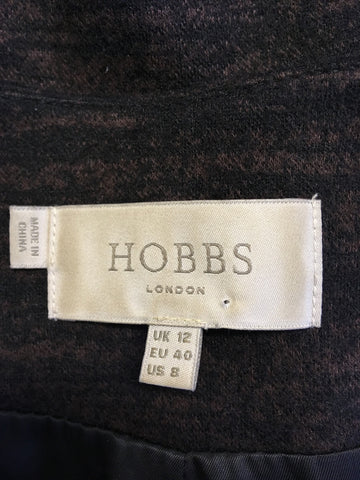 MADE IN
CHINA
HOBBS
LONDON
UK 12
EU 40
US 8